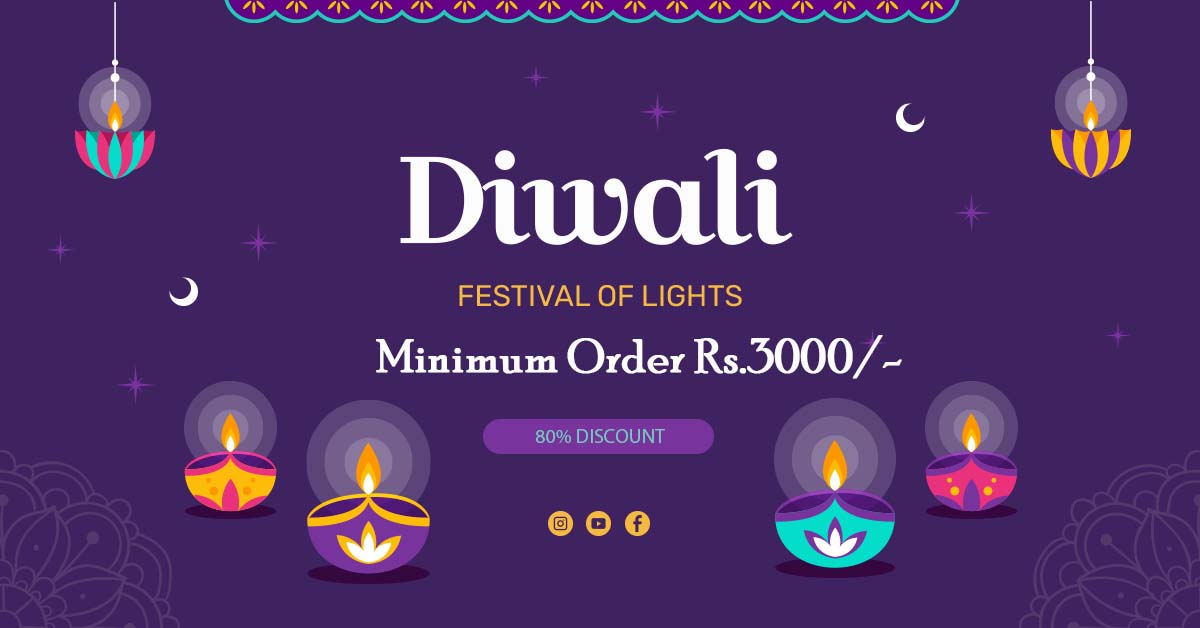 Diwali
FESTIVAL OF LIGHTS
Minimum Order Rs.3000/-
80% DISCOUNT